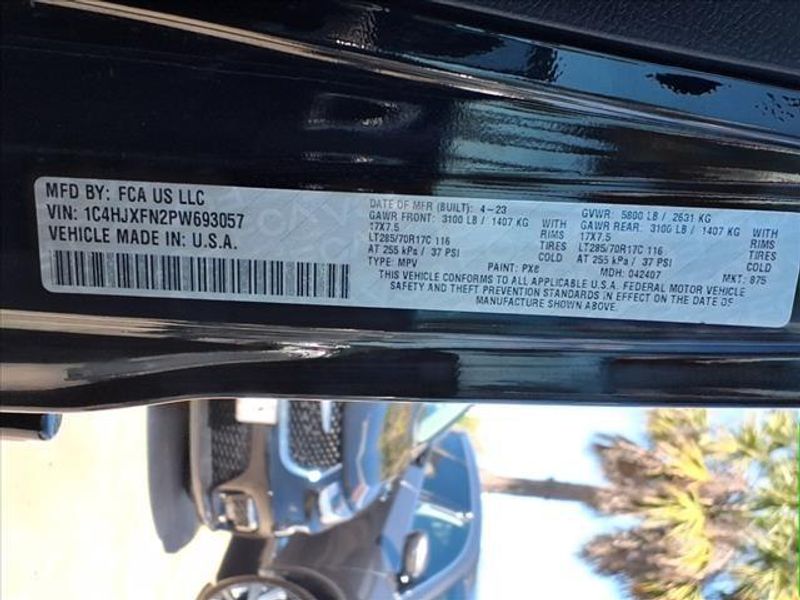 MFD BY: FCA US LLC
VIN: 1C4HJXFN2PW693057
VEHICLE MADE IN: U.S.A.
DATE OF MFR (BUILT): 4-23
GAWR FRONT: 3100 LB / 1407 KG WITH
17X7.5 RIMS
LT285/70R17C 116 TIRES
AT 255 kPa / 37 PSI COLD
TYPE: MPV PAINT: PX8
GVWR: 5800 LB / 2631 KG
GAWR REAR: 3100 LB / 1407 KG WITH
17X7.5 RIMS
LT285/70R17C 116 TIRES
AT 255 kPa / 37 PSI COLD
MDH: 042407 MKT: 875
THIS VEHICLE CONFORMS TO ALL APPLICABLE U.S.A. FEDERAL MOTOR VEHICLE
SAFETY AND THEFT PREVENTION STANDARDS IN EFFECT ON THE DATE OF
MANUFACTURE SHOWN ABOVE.